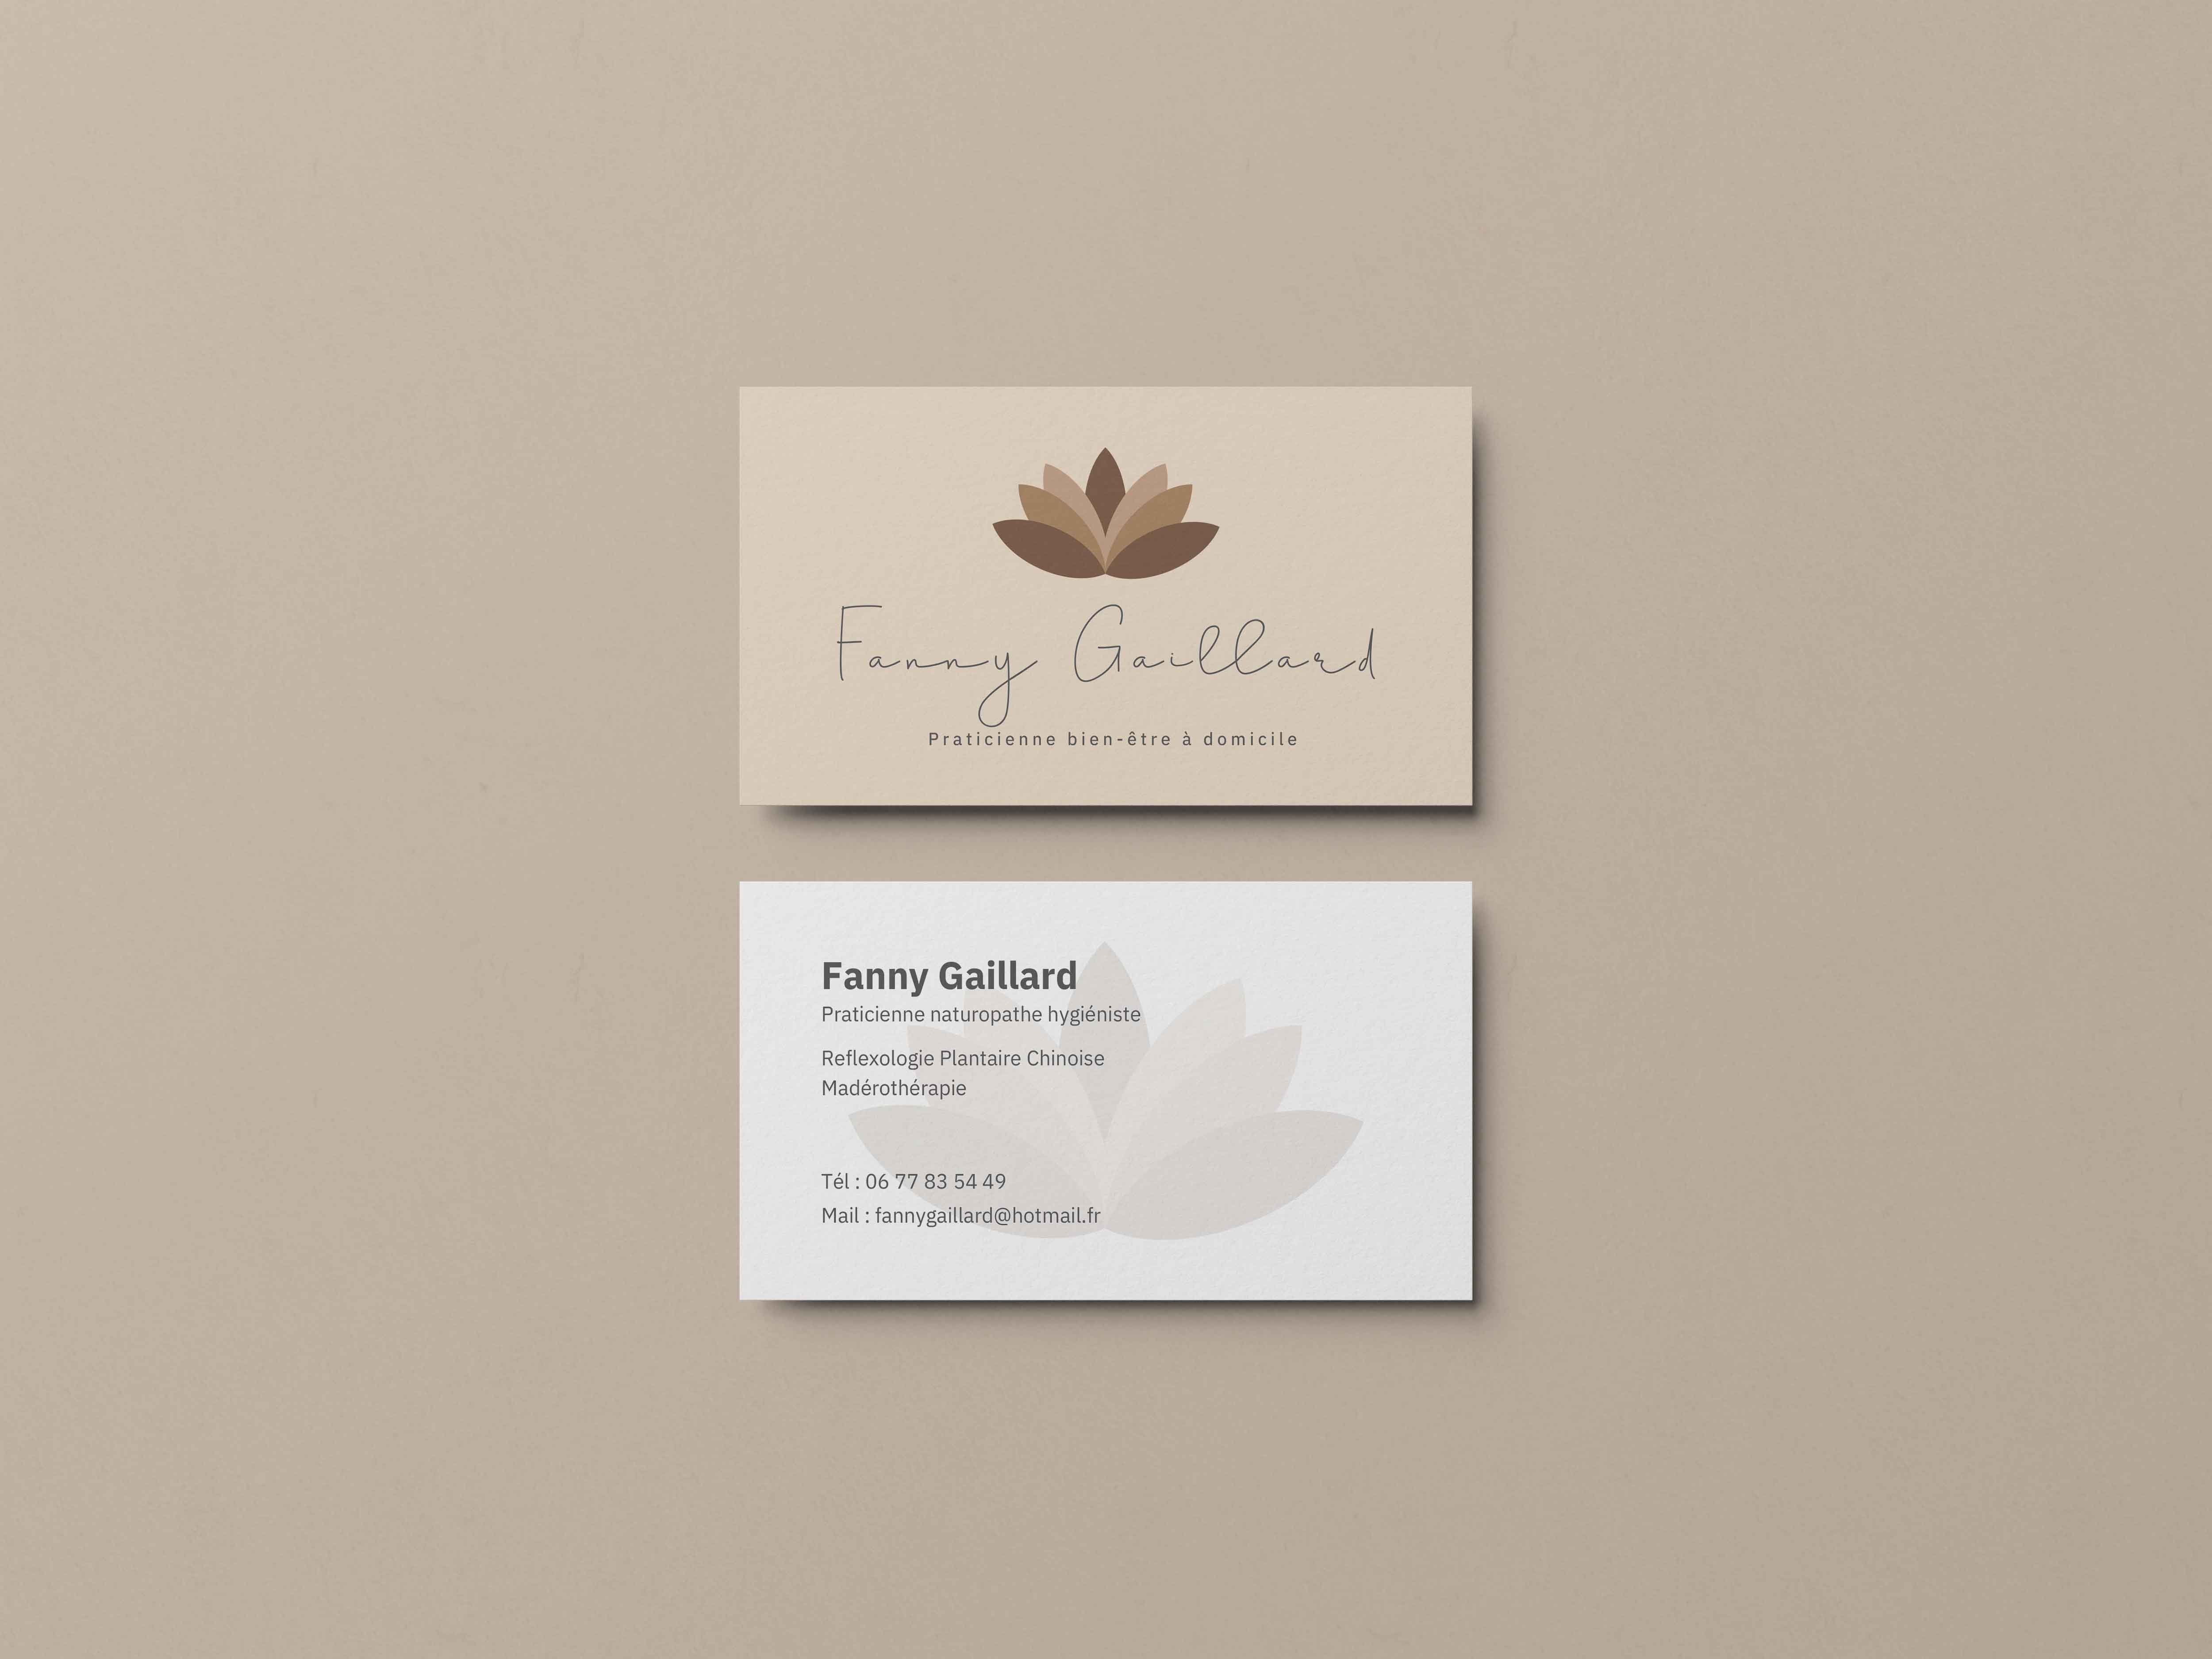 Fanny Gaillard
Praticienne bien-être à domicile
Fanny Gaillard
Praticienne naturopathe hygiéniste
Reflexologie Plantaire Chinoise
Madérothérapie
Tél : 06 77 83 54 49
Mail : fannygaillard@hotmail.fr